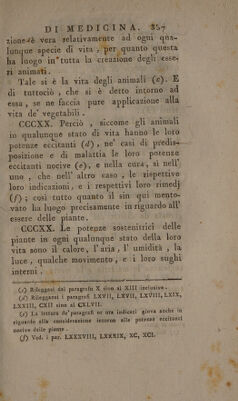 DI MEDICINA.
zione è vera relativamente ad ogni qua-
lunque specie di vita, per quanto questa
ha luogo in tutta la creazione degli esse-
ri animati.
Tale si è la vita degli animali (c). E
di tuttociò, che si è detto intorno ad
essa, se ne faccia pure applicazione alla
vita de' vegetabili.
CCCXX. Perciò, siccome gli animali
in qualunque stato di vita hanno le loro
potenze eccitanti (d), ne' casi di predis-
posizione e di malattia le loro potenze
eccitanti nocive (e), e nella cura, sì nell'
uno, che nell' altro caso, le rispettive
loro indicazioni, e i respettivi loro rimedj
(f); così tutto quanto il sin qui mento-
vato ha luogo precisamente in riguardo all'
essere delle piante.
CCCXX. Le potenze sostenitrici delle
piante in ogni qualunque stato della loro
vita sono il calore, l'aria, l' umidità, la
luce, qualche movimento, e i loro sughi
interni.
(c) Rileggansi dal paragrafo X sino al XIII inclusive.
(d) Rileggansi i paragrafi LXVII, LXVII, LXVIII, LXIX,
LXXIII, CXII sino al CXLVII.
(e) La lettura de' paragrafi or ora indicati giova anche in
riguardo alla considerazione intorno alle potenze eccitanti
nocive delle piante.
(f) Ved. i par. LXXXVIII, LXXXIX, XC, XCI.